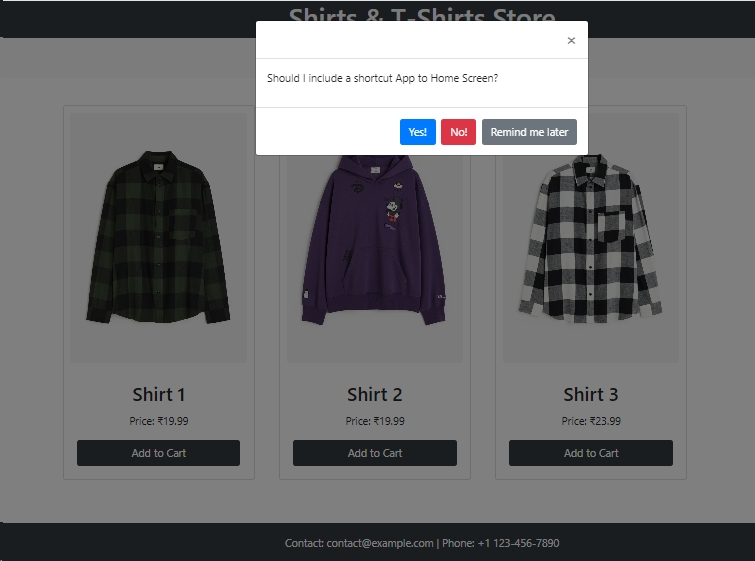 Shirts & T-Shirts Store
×
Should I include a shortcut App to Home Screen?
Yes! No! Remind me later
Shirt 1
Price: ₹19.99
Add to Cart
Shirt 2
Price: ₹19.99
Add to Cart
Shirt 3
Price: ₹23.99
Add to Cart
Contact: contact@example.com | Phone: +1 123-456-7890